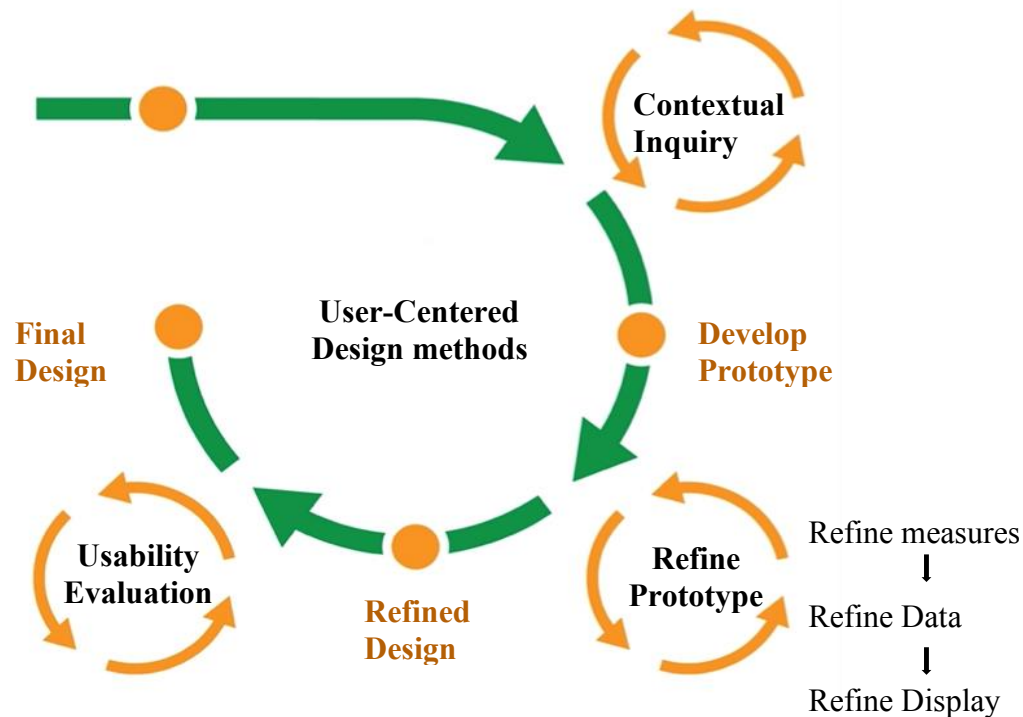 Contextual
Inquiry
User-Centered
Design methods
Final
Design
Develop
Prototype
Usability
Evaluation
Refined
Design
Refine
Prototype
Refine measures
Refine Data
Refine Display